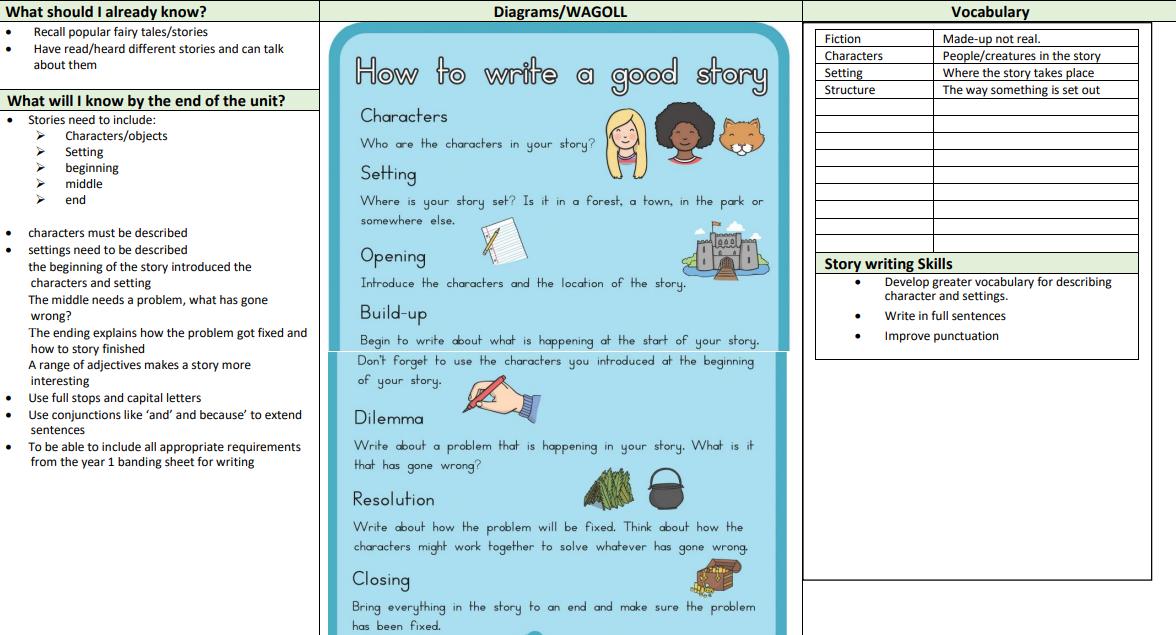 What should I already know?
• Recall popular fairy tales/stories
• Have read/heard different stories and can talk
about them
What will I know by the end of the unit?
• Stories need to include:
➢ Characters/objects
➢ Setting
➢ beginning
➢ middle
➢ end
• characters must be described
• settings need to be described
the beginning of the story introduced the
characters and setting
The middle needs a problem, what has gone
wrong?
The ending explains how the problem got fixed and
how to story finished
A range of adjectives makes a story more
interesting
• Use full stops and capital letters
• Use conjunctions like ‘and’ and because’ to extend
sentences
• To be able to include all appropriate requirements
from the year 1 banding sheet for writing
Diagrams/WAGOLL
How to write a good story
Characters
Who are the characters in your story?
Setting
Where is your story set? Is it in a forest, a town, in the park or
somewhere else.
Opening
Introduce the characters and the location of the story.
Build-up
Begin to write about what is happening at the start of your story.
Don't forget to use the characters you introduced at the beginning
of your story.
Dilemma
Write about a problem that is happening in your story. What is it
that has gone wrong?
Resolution
Write about how the problem will be fixed. Think about how the
characters might work together to solve whatever has gone wrong.
Closing
Bring everything in the story to an end and make sure the problem
has been fixed.
Vocabulary
Fiction Made-up not real.
Characters People/creatures in the story
Setting Where the story takes place
Structure The way something is set out
Story writing Skills
• Develop greater vocabulary for describing
character and settings.
• Write in full sentences
• Improve punctuation